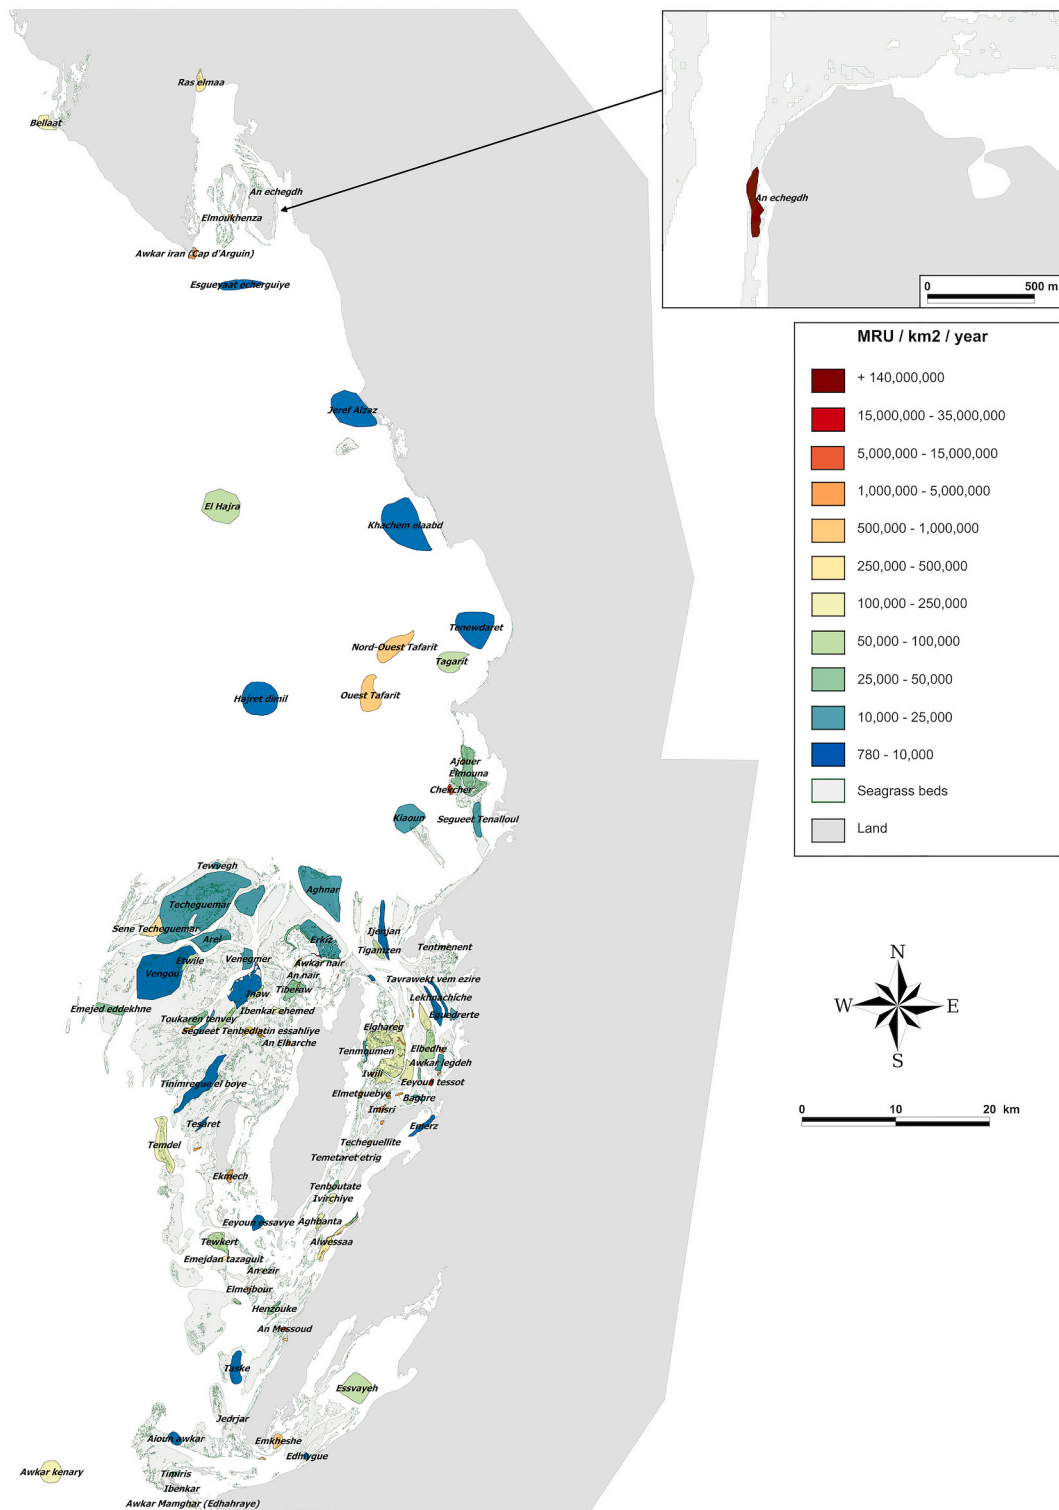 Ras elmaa
Bellaat
An echegdh
Elmoukhenza
Awkar iran (Cap d'Arguin)
Esgueyaat echerguiye
An echegdh
0 500 m
MRU / km2 / year
+ 140,000,000
15,000,000 - 35,000,000
5,000,000 - 15,000,000
1,000,000 - 5,000,000
500,000 - 1,000,000
250,000 - 500,000
100,000 - 250,000
50,000 - 100,000
25,000 - 50,000
10,000 - 25,000
780 - 10,000
Seagrass beds
Land
Jeref Alzaz
El Hajra
Khachem elaabd
Tenewdaret
Nord-Ouest Tafarit
Tagarit
Hajret dimil
Ouest Tafarit
Ajouer
Elmouna
Chekcher
Kiaoun
Segueet Tenalloul
Tewvegh
Aghnar
Techeguemar
Sene Techeguemar
Arel
Erkiz
Ijenjan
Tigamzen
Tentmenent
Etwile
Venegmer
Awkar nair
Vengou
An nair
Tavrawekt vem ezire
Inaw
Tiberaw
Lekhnachiche
Emejed eddekhne
Ibenkar ehemed
Equedrerte
Toukaren tenvey
Segueet Tenbedlatin essahliye
Elghareg
An Elharche
Tenmoumen
Elbedhe
Awkar legdeh
Iwili
Eeyoun tessot
Tinimregue el boye
Elmetguebye
Bagbre
Imisri
Tesaret
Emerz
Temdel
Techeguellite
Temetaret etrig
Ekmech
Tenboutate
Ivirchiye
Eeyoun essavye
Aghbanta
Tewkert
Alwessaa
Emejdan tazaguit
An ezir
Elmejbour
Henzouke
An Messoud
Taske
Essvayeh
Jedrjar
Aioun awkar
Emkheshe
Edhiygue
Awkar kenary
Timiris
Ibenkar
Awkar Mamghar (Edhahraye)
N
W E
S
0 10 20 km